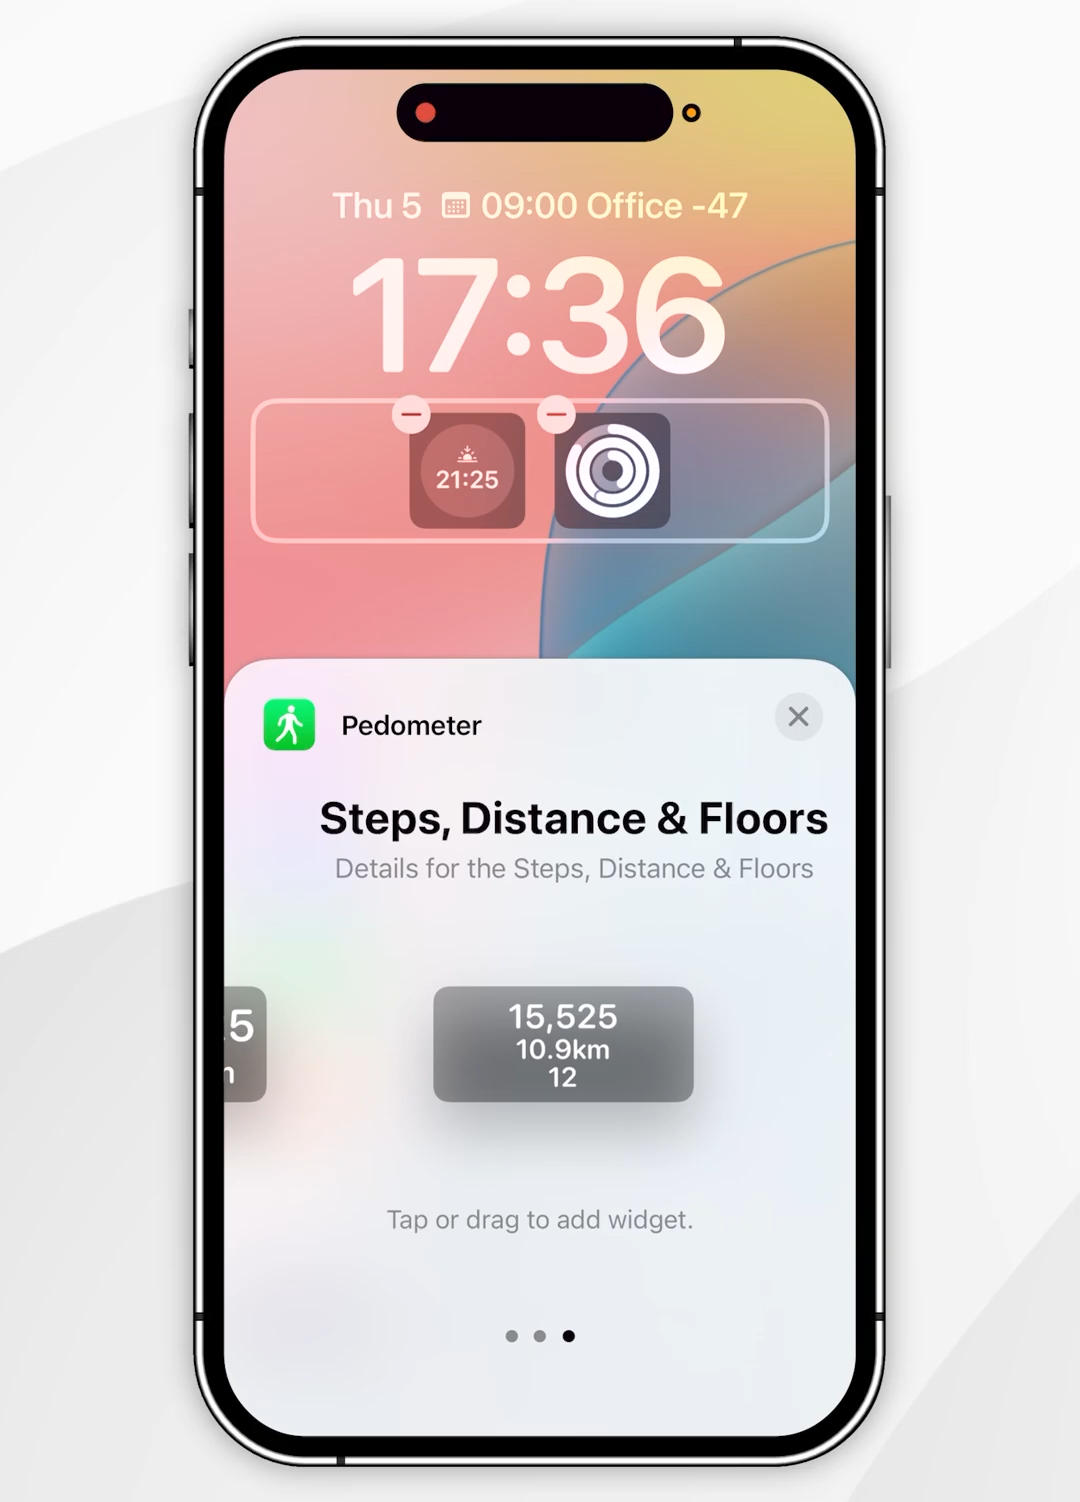 Thu 5 09:00 Office -47
17:36
21:25
Pedometer
Steps, Distance & Floors
Details for the Steps, Distance & Floors
5
15,525
10.9km
12
Tap or drag to add widget.